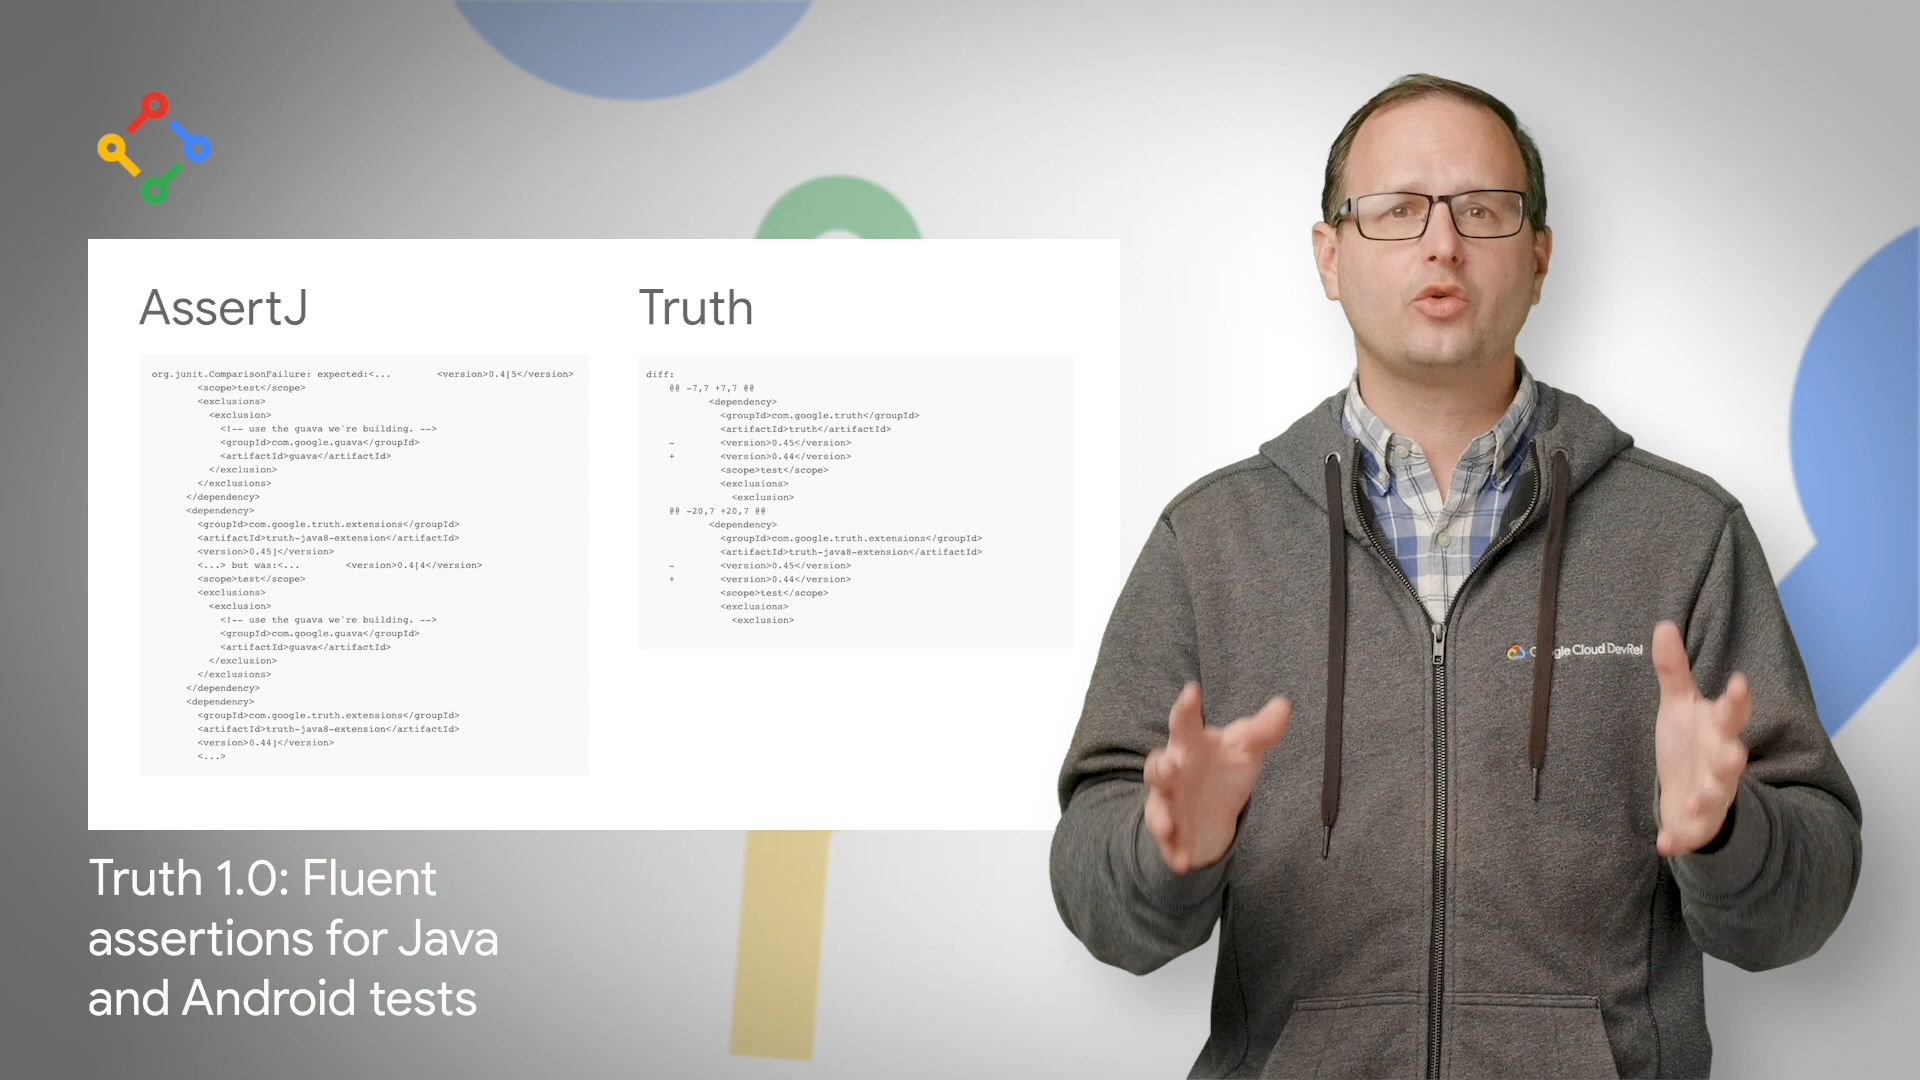 AssertJ
org.junit.ComparisonFailure: expected:<... <version>0.4[5</version>
<scope>test</scope>
<exclusions>
<exclusion>
<!-- use the guava we're building. -->
<groupId>com.google.guava</groupId>
<artifactId>guava</artifactId>
</exclusion>
</exclusions>
</dependency>
<dependency>
<groupId>com.google.truth.extensions</groupId>
<artifactId>truth-java8-extension</artifactId>
<version>0.45]</version>
<...> but was:<... <version>0.4[4</version>
<scope>test</scope>
<exclusions>
<exclusion>
<!-- use the guava we're building. -->
<groupId>com.google.guava</groupId>
<artifactId>guava</artifactId>
</exclusion>
</exclusions>
</dependency>
<dependency>
<groupId>com.google.truth.extensions</groupId>
<artifactId>truth-java8-extension</artifactId>
<version>0.44]</version>
<...>
Truth
diff:
@@ -7,7 +7,7 @@
<dependency>
<groupId>com.google.truth</groupId>
<artifactId>truth</artifactId>
- <version>0.45</version>
+ <version>0.44</version>
<scope>test</scope>
<exclusions>
<exclusion>
@@ -20,7 +20,7 @@
<dependency>
<groupId>com.google.truth.extensions</groupId>
<artifactId>truth-java8-extension</artifactId>
- <version>0.45</version>
+ <version>0.44</version>
<scope>test</scope>
<exclusions>
<exclusion>
Truth 1.0: Fluent
assertions for Java
and Android tests
Cloud DevRel